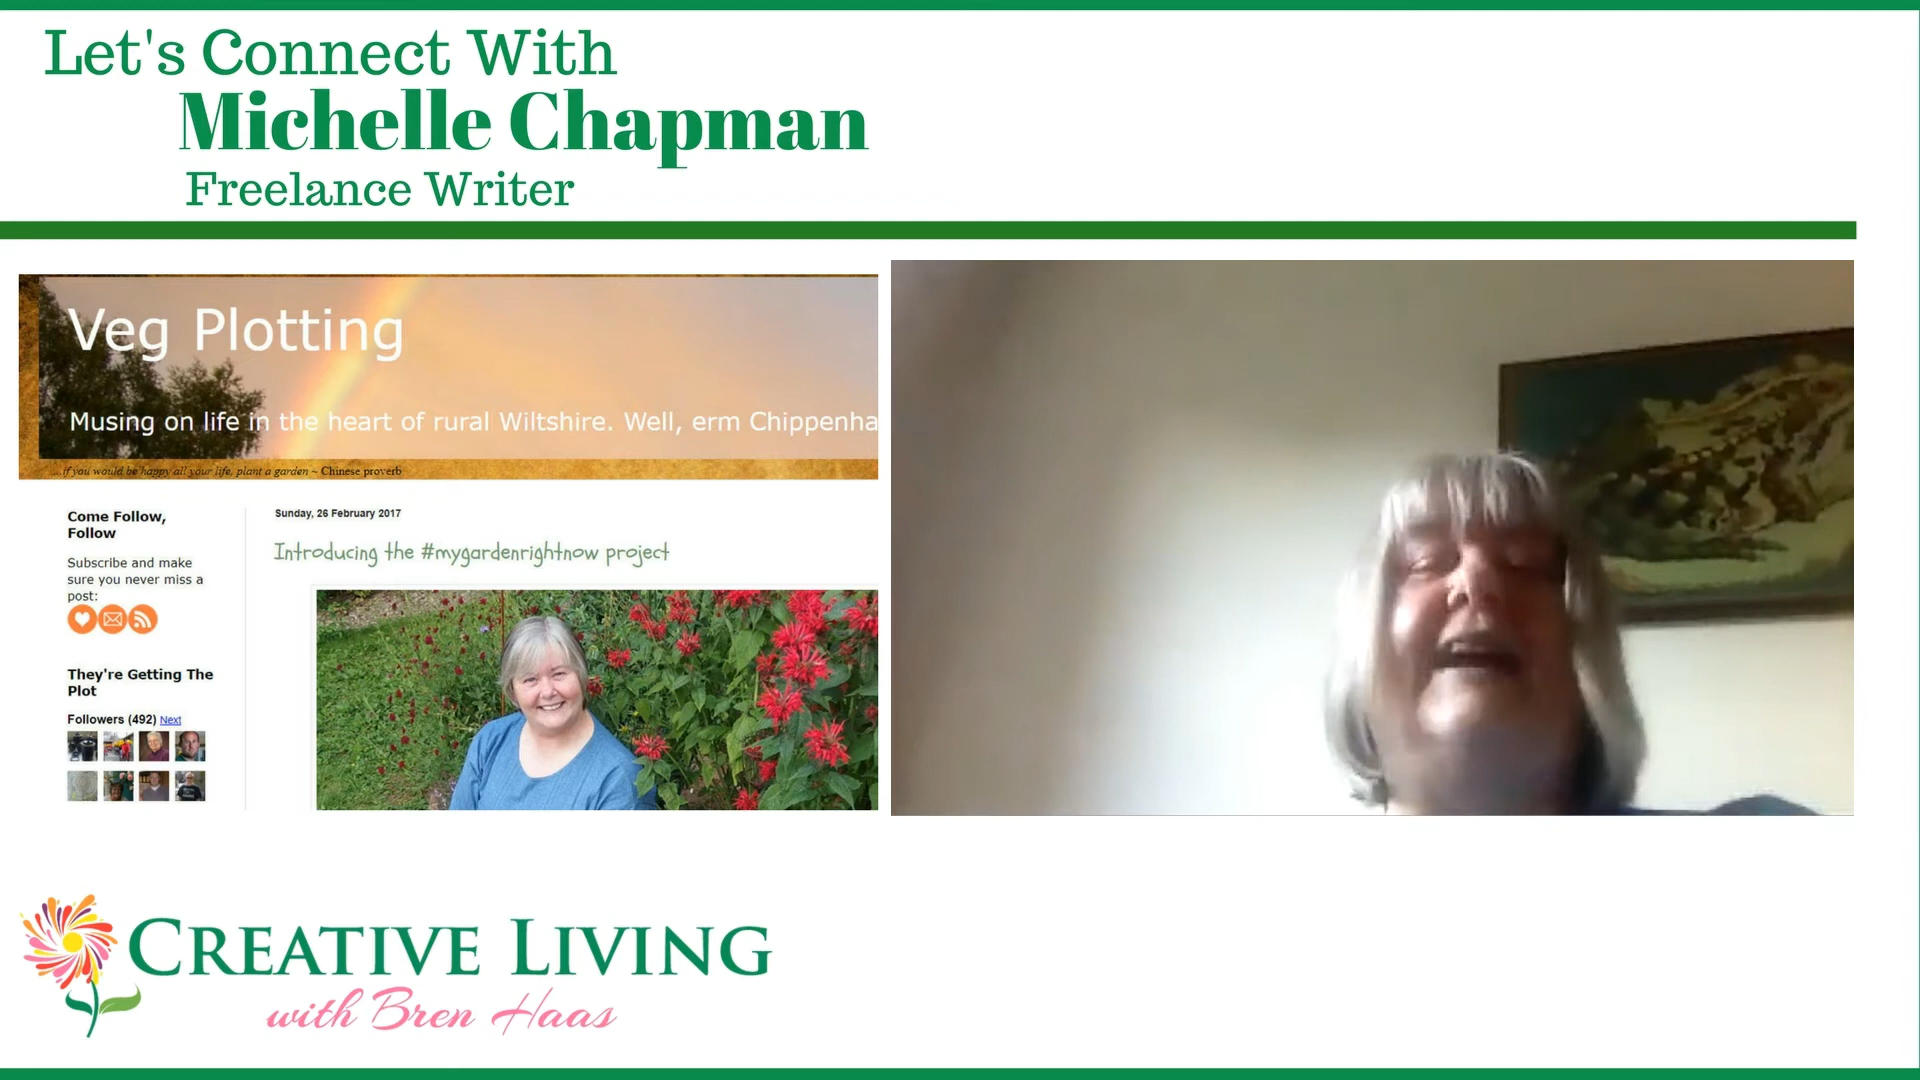 Let's Connect With
Michelle Chapman
Freelance Writer
Veg Plotting
Musing on life in the heart of rural Wiltshire. Well, erm Chippenha
...if you would be happy all your life, plant a garden ~ Chinese proverb
Come Follow,
Follow
Subscribe and make
sure you never miss a
post:
They're Getting The
Plot
Followers (492) Next
Sunday, 26 February 2017
Introducing the #mygardenrightnow project
CREATIVE LIVING
with Bren Haas